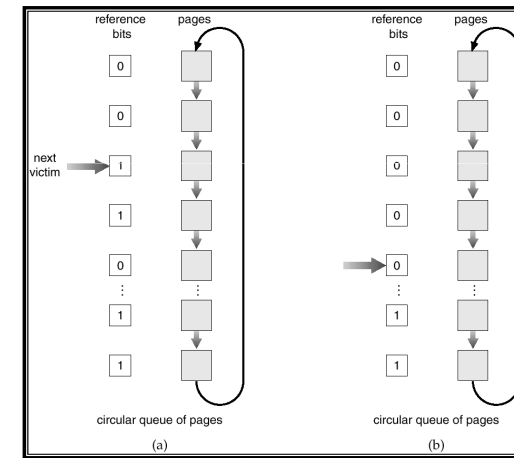 reference bits
pages
0
0
next victim
1
1
0
1
1
circular queue of pages
(a)
reference bits
pages
0
0
0
0
0
1
1
circular queue of pages
(b)